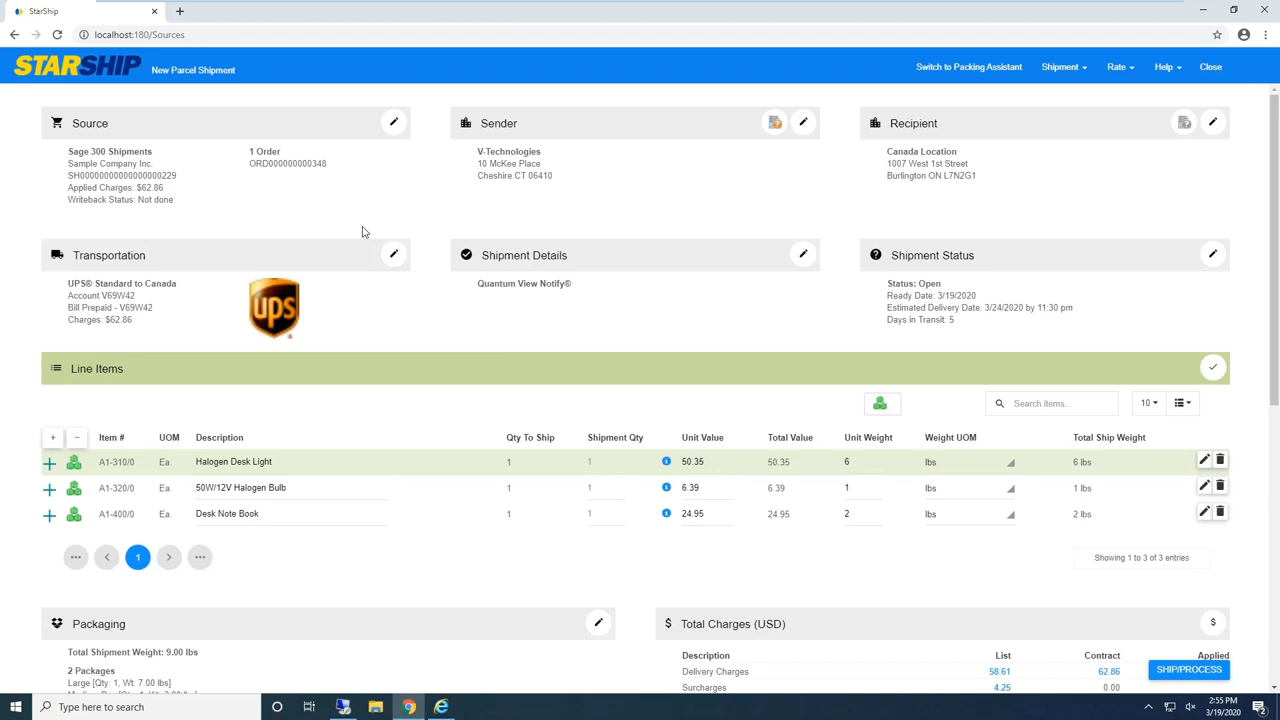 StarShip
localhost:180/Sources
STARSHIP New Parcel Shipment Switch to Packing Assistant Shipment Rate Help Close
Source Sender Recipient
Sage 300 Shipments 1 Order V-Technologies Canada Location
Sample Company Inc. ORD000000000348 10 McKee Place 1007 West 1st Street
SH0000000000000000229 Cheshire CT 06410 Burlington ON L7N2G1
Applied Charges: $62.86
Writeback Status: Not done
Transportation Shipment Details Shipment Status
UPS® Standard to Canada Quantum View Notify® Status: Open
Account V69W42 Ready Date: 3/19/2020
Bill Prepaid - V69W42 ups Estimated Delivery Date: 3/24/2020 by 11:30 pm
Charges: $62.86 Days in Transit: 5
Line Items
Search items... 10
Item # UOM Description Qty To Ship Shipment Qty Unit Value Total Value Unit Weight Weight UOM Total Ship Weight
A1-310/0 Ea. Halogen Desk Light 1 1 50.35 50.35 6 lbs 6 lbs
A1-320/0 Ea. 50W/12V Halogen Bulb 1 1 6.39 6.39 1 lbs 1 lbs
A1-400/0 Ea. Desk Note Book 1 1 24.95 24.95 2 lbs 2 lbs
1 Showing 1 to 3 of 3 entries
Packaging Total Charges (USD)
Total Shipment Weight: 9.00 lbs Description List Contract Applied
2 Packages Delivery Charges 58.61 62.86 SHIP/PROCESS
Large [Qty: 1, Wt: 7.00 lbs] Surcharges 4.25 0.00
Type here to search 2:55 PM
3/19/2020 2